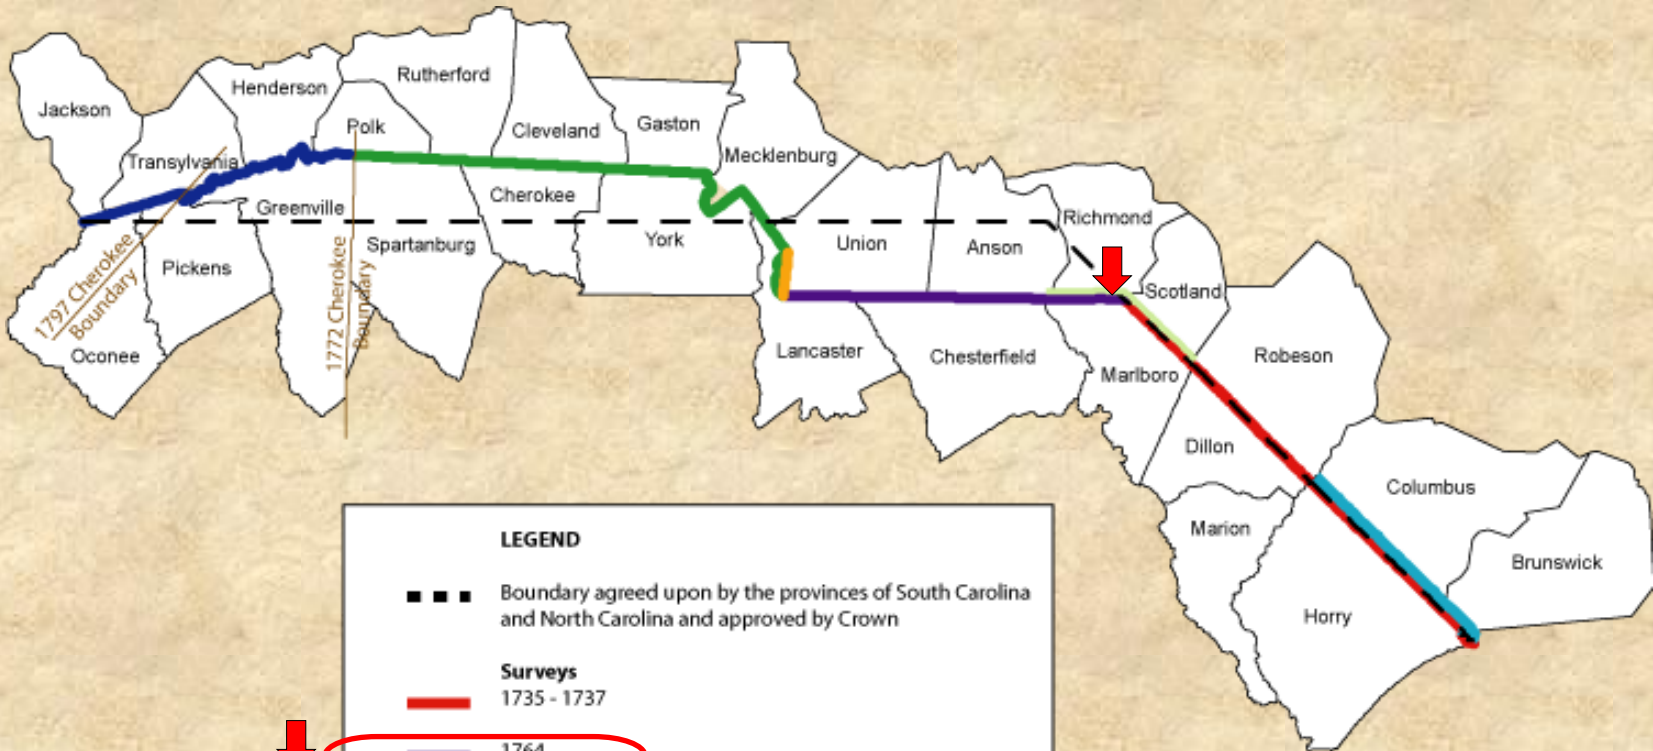 Jackson
Henderson
Rutherford
Polk
Transylvania
Cleveland
Gaston
Mecklenburg
Cherokee
Greenville
Spartanburg
York
Union
Anson
Richmond
Pickens
Scotland
1797 Cherokee
Boundary
1772 Cherokee
Boundary
Oconee
Lancaster
Chesterfield
Marlboro
Robeson
Dillon
Columbus
Marion
Brunswick
Horry
LEGEND
Boundary agreed upon by the provinces of South Carolina
and North Carolina and approved by Crown
Surveys
1735 - 1737
1764